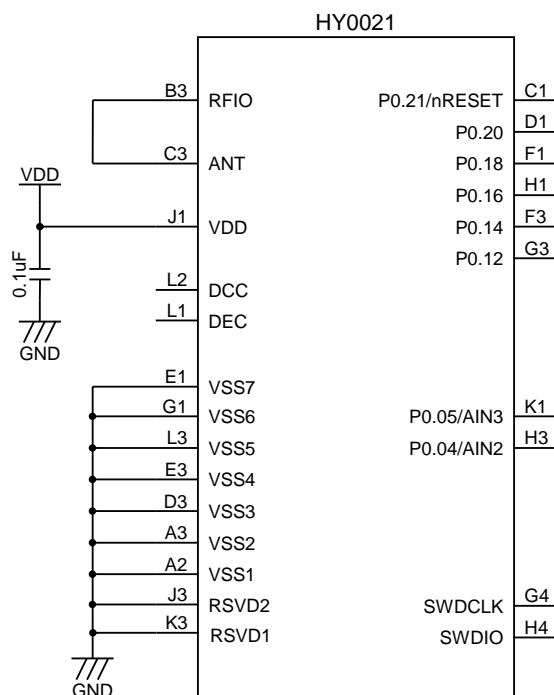 HY0021
B3 RFIO
C3 ANT
VDD
J1 VDD
0.1uF
GND
L2 DCC
L1 DEC
E1 VSS7
G1 VSS6
L3 VSS5
E3 VSS4
D3 VSS3
A3 VSS2
A2 VSS1
J3 RSVD2
K3 RSVD1
GND
P0.21/nRESET C1
P0.20 D1
P0.18 F1
P0.16 H1
P0.14 F3
P0.12 G3
P0.05/AIN3 K1
P0.04/AIN2 H3
SWDCLK G4
SWDIO H4